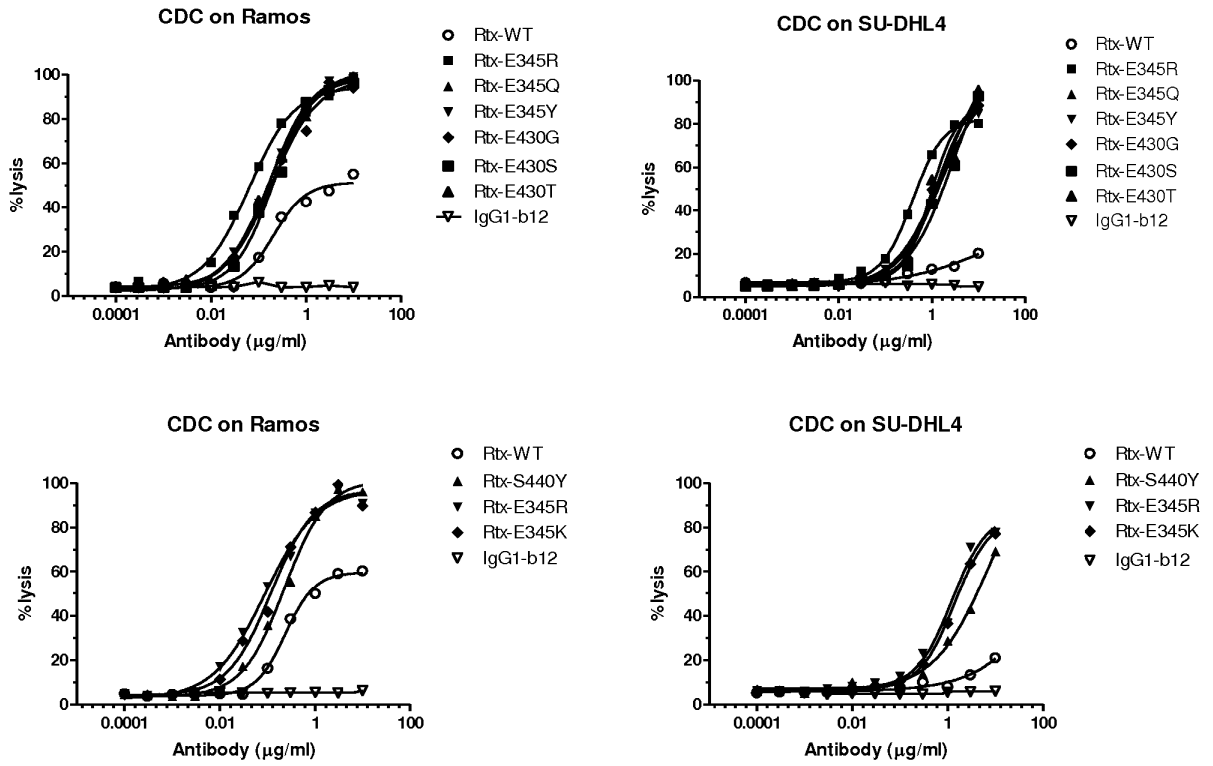 CDC on Ramos
Rtx-WT
Rtx-E345R
Rtx-E345Q
Rtx-E345Y
Rtx-E430G
Rtx-E430S
Rtx-E430T
IgG1-b12
%lysis
100
80
60
40
20
0
0.0001 0.01 1 100
Antibody (μg/ml)
CDC on SU-DHL4
Rtx-WT
Rtx-E345R
Rtx-E345Q
Rtx-E345Y
Rtx-E430G
Rtx-E430S
Rtx-E430T
IgG1-b12
%lysis
100
80
60
40
20
0
0.0001 0.01 1 100
Antibody (μg/ml)
CDC on Ramos
Rtx-WT
Rtx-S440Y
Rtx-E345R
Rtx-E345K
IgG1-b12
%lysis
100
80
60
40
20
0
0.0001 0.01 1 100
Antibody (μg/ml)
CDC on SU-DHL4
Rtx-WT
Rtx-S440Y
Rtx-E345R
Rtx-E345K
IgG1-b12
%lysis
100
80
60
40
20
0
0.0001 0.01 1 100
Antibody (μg/ml)